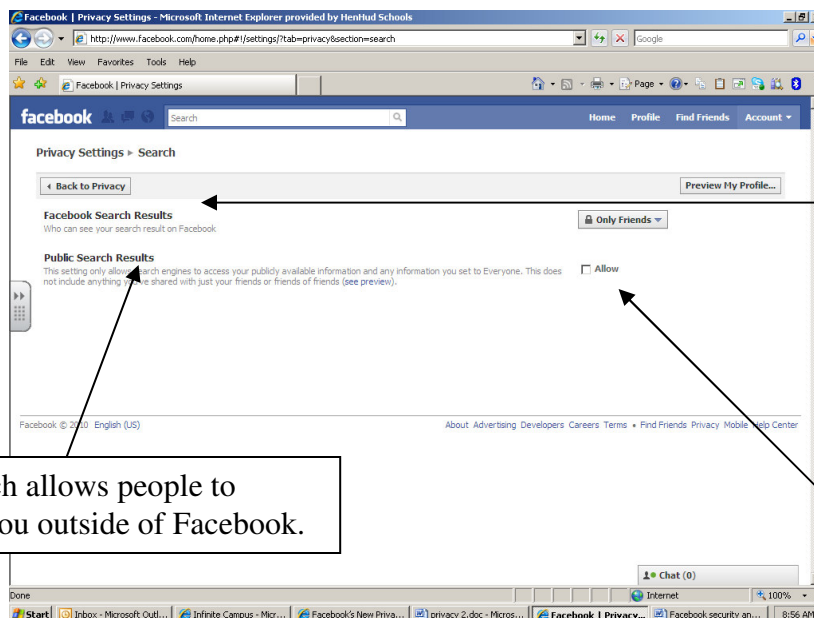 Facebook | Privacy Settings - Microsoft Internet Explorer provided by HenHud Schools
http://www.facebook.com/home.php#!/settings/?tab=privacy&section=search
Google
File Edit View Favorites Tools Help
Facebook | Privacy Settings
Page
facebook Search Home Profile Find Friends Account
Privacy Settings ▸ Search
Back to Privacy Preview My Profile...
Facebook Search Results
Who can see your search result on Facebook
Only Friends
Public Search Results
This setting only allows search engines to access your publicly available information and any information you set to Everyone. This does
not include anything you've shared with just your friends or friends of friends (see preview).
Allow
Facebook © 2010 English (US) About Advertising Developers Careers Terms • Find Friends Privacy Mobile Help Center
ch allows people to
ou outside of Facebook.
Chat (0)
Done Internet 100%
Start Inbox - Microsoft Outl... Infinite Campus - Micr... Facebook's New Priva... privacy 2.doc - Micros... Facebook | Privacy... Facebook security an... 8:56 AM